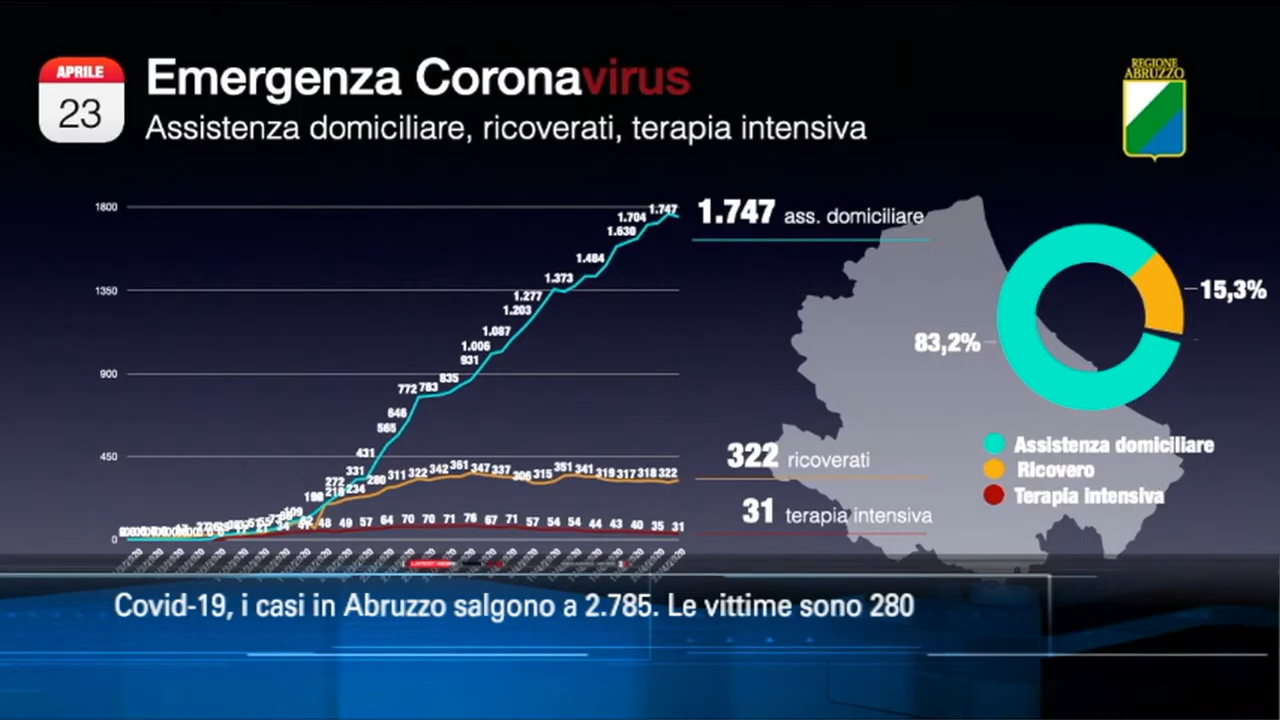 APRILE
23
Emergenza Coronavirus
Assistenza domiciliare, ricoverati, terapia intensiva
REGIONE
ABRUZZO
1800
1350
900
450
0
1.747
1.704
1.630
1.484
1.373
1.277
1.203
1.087
1.006
931
835
772 783
646
565
431
331
272
198
109
216 234 280 311 322 342 361 347 337 306 315 351 341 319 317 318 322
48 49 57 64 70 70 71 76 67 71 57 54 54 44 43 40 35 31
1.747 ass. domiciliare
322 ricoverati
31 terapia intensiva
15,3%
83,2%
Assistenza domiciliare
Ricovero
Terapia intensiva
Covid-19, i casi in Abruzzo salgono a 2.785. Le vittime sono 280